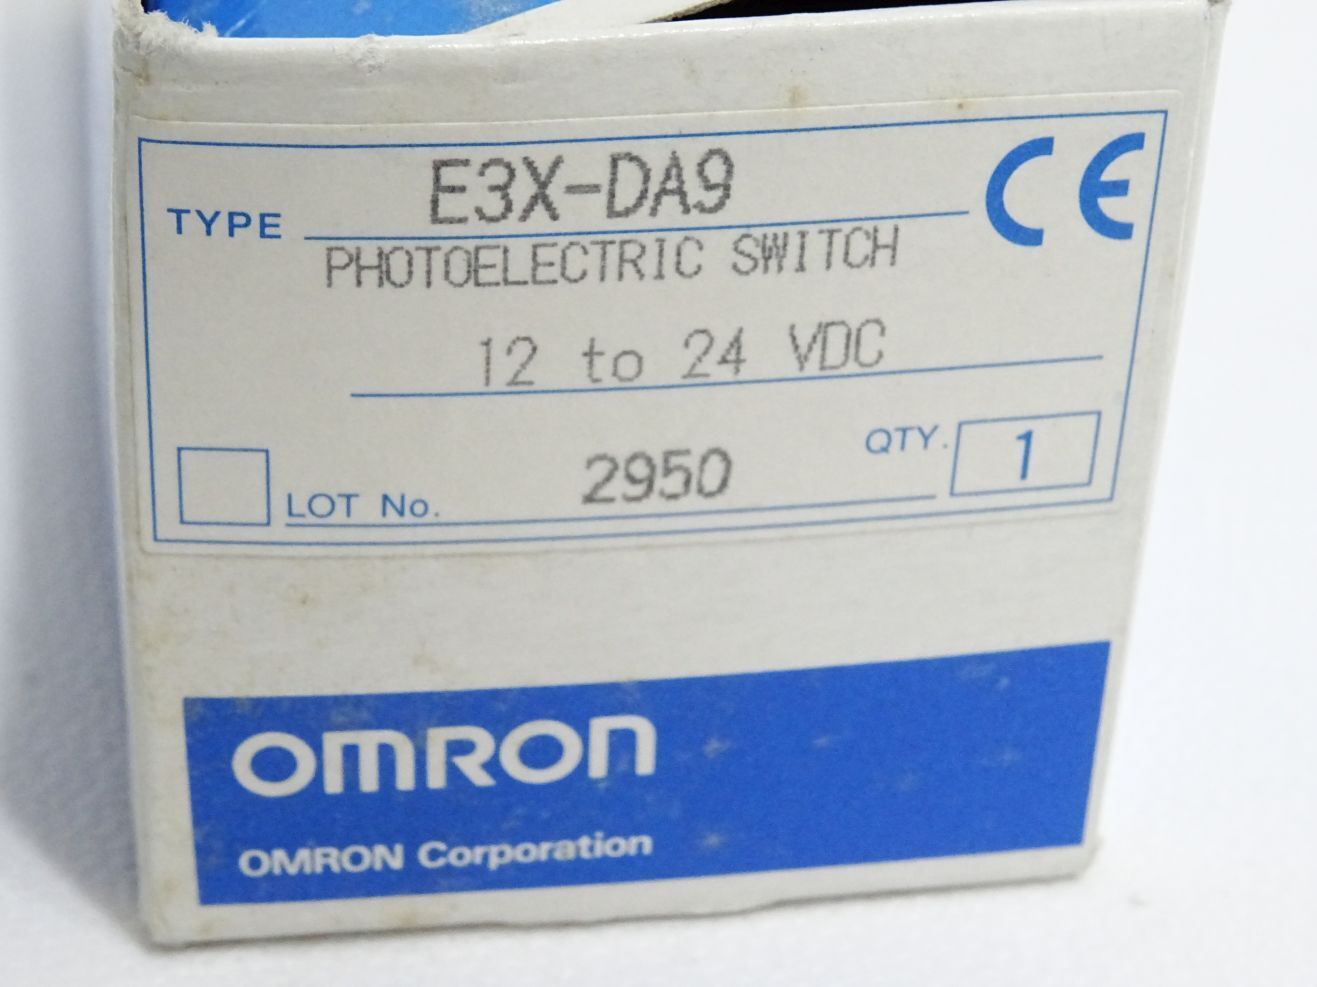 TYPE E3X-DA9 CE
PHOTOELECTRIC SWITCH
12 to 24 VDC
LOT No. 2950 QTY. 1
OMRON
OMRON Corporation